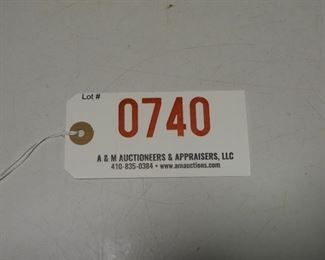 Lot #
0740
A & M AUCTIONEERS & APPRAISERS, LLC
410-835-0384 • www.amauctions.com